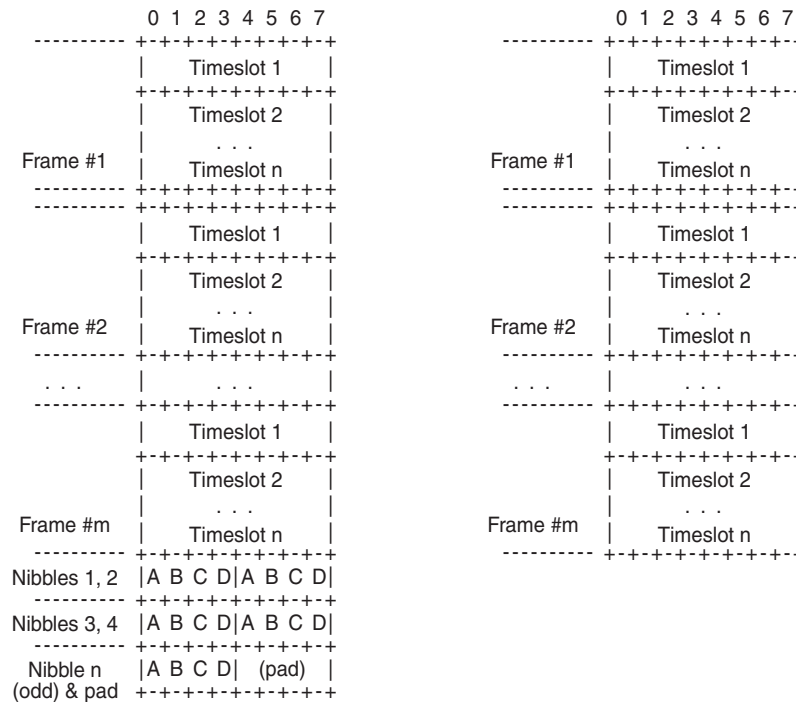 0 1 2 3 4 5 6 7
---------- +-+-+-+-+-+-+-+-+
| Timeslot 1 |
+-+-+-+-+-+-+-+-+
| Timeslot 2 |
| . . . |
Frame #1 | Timeslot n |
---------- +-+-+-+-+-+-+-+-+
---------- +-+-+-+-+-+-+-+-+
| Timeslot 1 |
+-+-+-+-+-+-+-+-+
| Timeslot 2 |
| . . . |
Frame #2 | Timeslot n |
---------- +-+-+-+-+-+-+-+-+
. . . | . . . |
---------- +-+-+-+-+-+-+-+-+
| Timeslot 1 |
+-+-+-+-+-+-+-+-+
| Timeslot 2 |
| . . . |
Frame #m | Timeslot n |
---------- +-+-+-+-+-+-+-+-+
Nibbles 1, 2 |A B C D|A B C D|
---------- +-+-+-+-+-+-+-+-+
Nibbles 3, 4 |A B C D|A B C D|
---------- +-+-+-+-+-+-+-+-+
Nibble n |A B C D| (pad) |
(odd) & pad +-+-+-+-+-+-+-+-+
0 1 2 3 4 5 6 7
---------- +-+-+-+-+-+-+-+-
| Timeslot 1
+-+-+-+-+-+-+-+-
| Timeslot 2
| . . .
Frame #1 | Timeslot n
---------- +-+-+-+-+-+-+-+-
---------- +-+-+-+-+-+-+-+-
| Timeslot 1
+-+-+-+-+-+-+-+-
| Timeslot 2
| . . .
Frame #2 | Timeslot n
---------- +-+-+-+-+-+-+-+-
. . . | . . .
---------- +-+-+-+-+-+-+-+-
| Timeslot 1
+-+-+-+-+-+-+-+-
| Timeslot 2
| . . .
Frame #m | Timeslot n
---------- +-+-+-+-+-+-+-+-